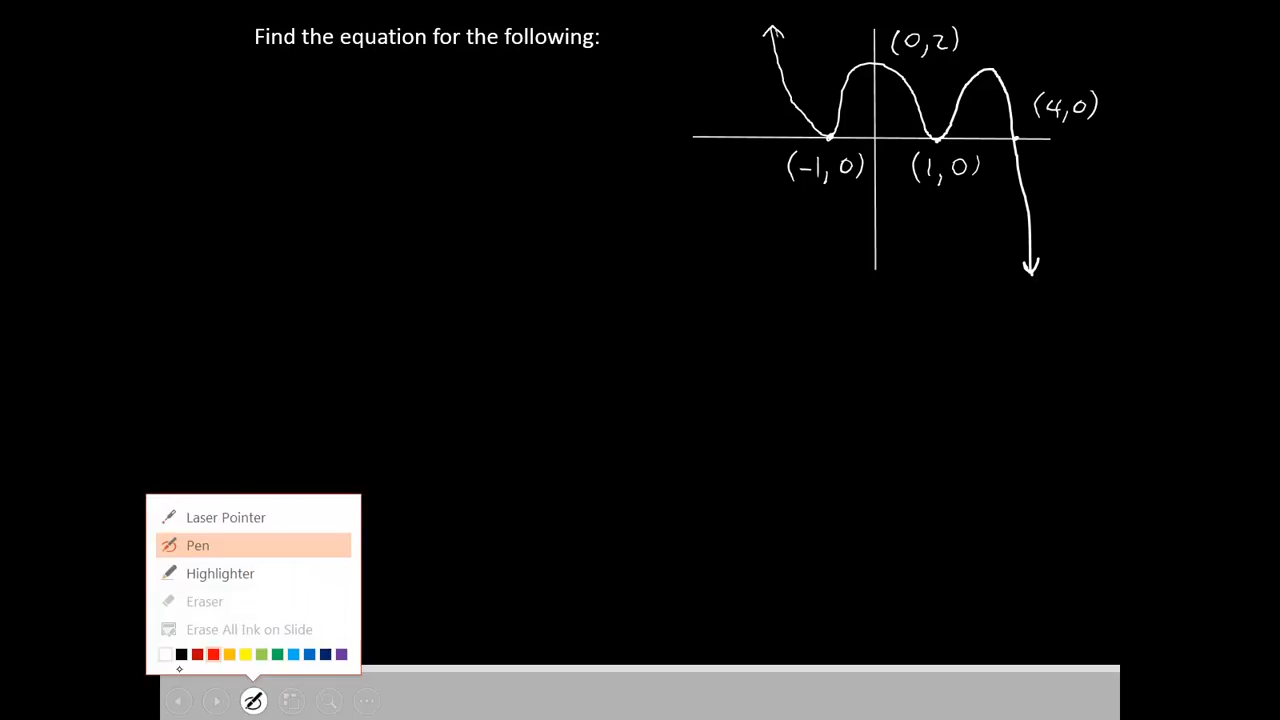 Find the equation for the following:
(0,2)
(4,0)
(-1,0)
(1,0)
Laser Pointer
Pen
Highlighter
Eraser
Erase All Ink on Slide